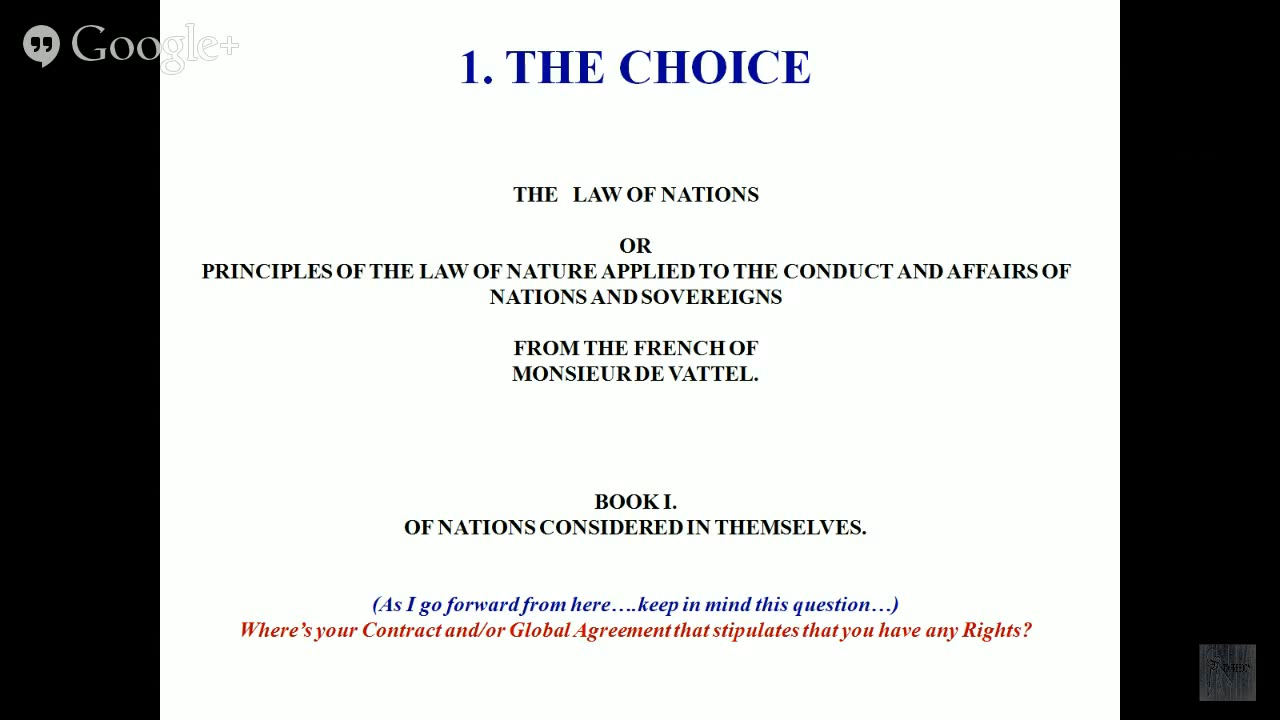 Google+
1. THE CHOICE
THE LAW OF NATIONS
OR
PRINCIPLES OF THE LAW OF NATURE APPLIED TO THE CONDUCT AND AFFAIRS OF
NATIONS AND SOVEREIGNS
FROM THE FRENCH OF
MONSIEUR DE VATTEL.
BOOK I.
OF NATIONS CONSIDERED IN THEMSELVES.
(As I go forward from here….keep in mind this question…)
Where’s your Contract and/or Global Agreement that stipulates that you have any Rights?